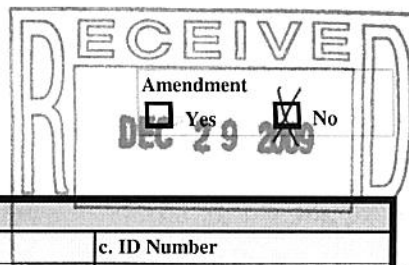 RECEIVED
Amendment
Yes No
DEC 29 2009
c. ID Number